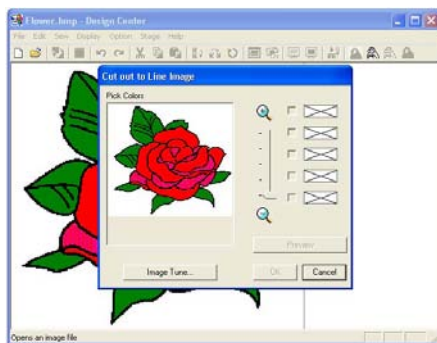 Flower.bmp - Design Center
File Edit Sew Display Option Stage Help
Cut out to Line Image
Pick Colors
Preview
Image Tune...
OK
Cancel
Opens an image file